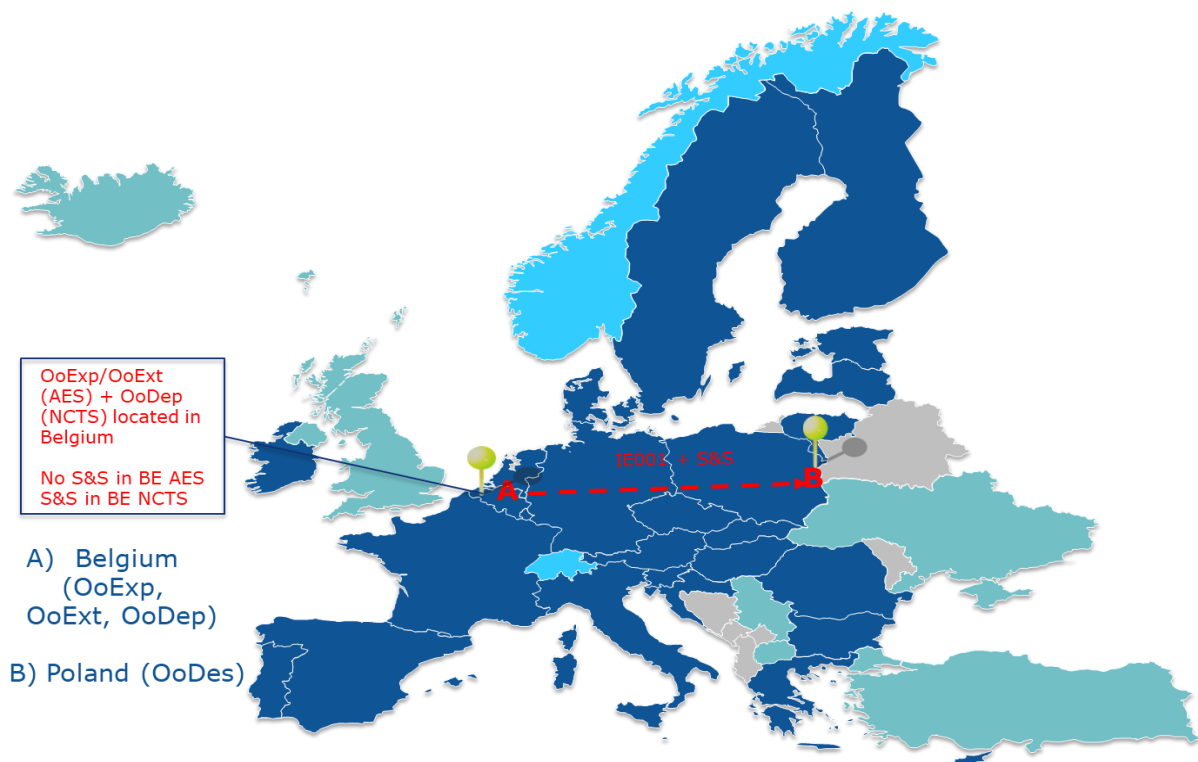 OoExp/OoExt
(AES) + OoDep
(NCTS) located in
Belgium
No S&S in BE AES
S&S in BE NCTS
A) Belgium
(OoExp,
OoExt, OoDep)
B) Poland (OoDes)
IE001 + S&S
A
B